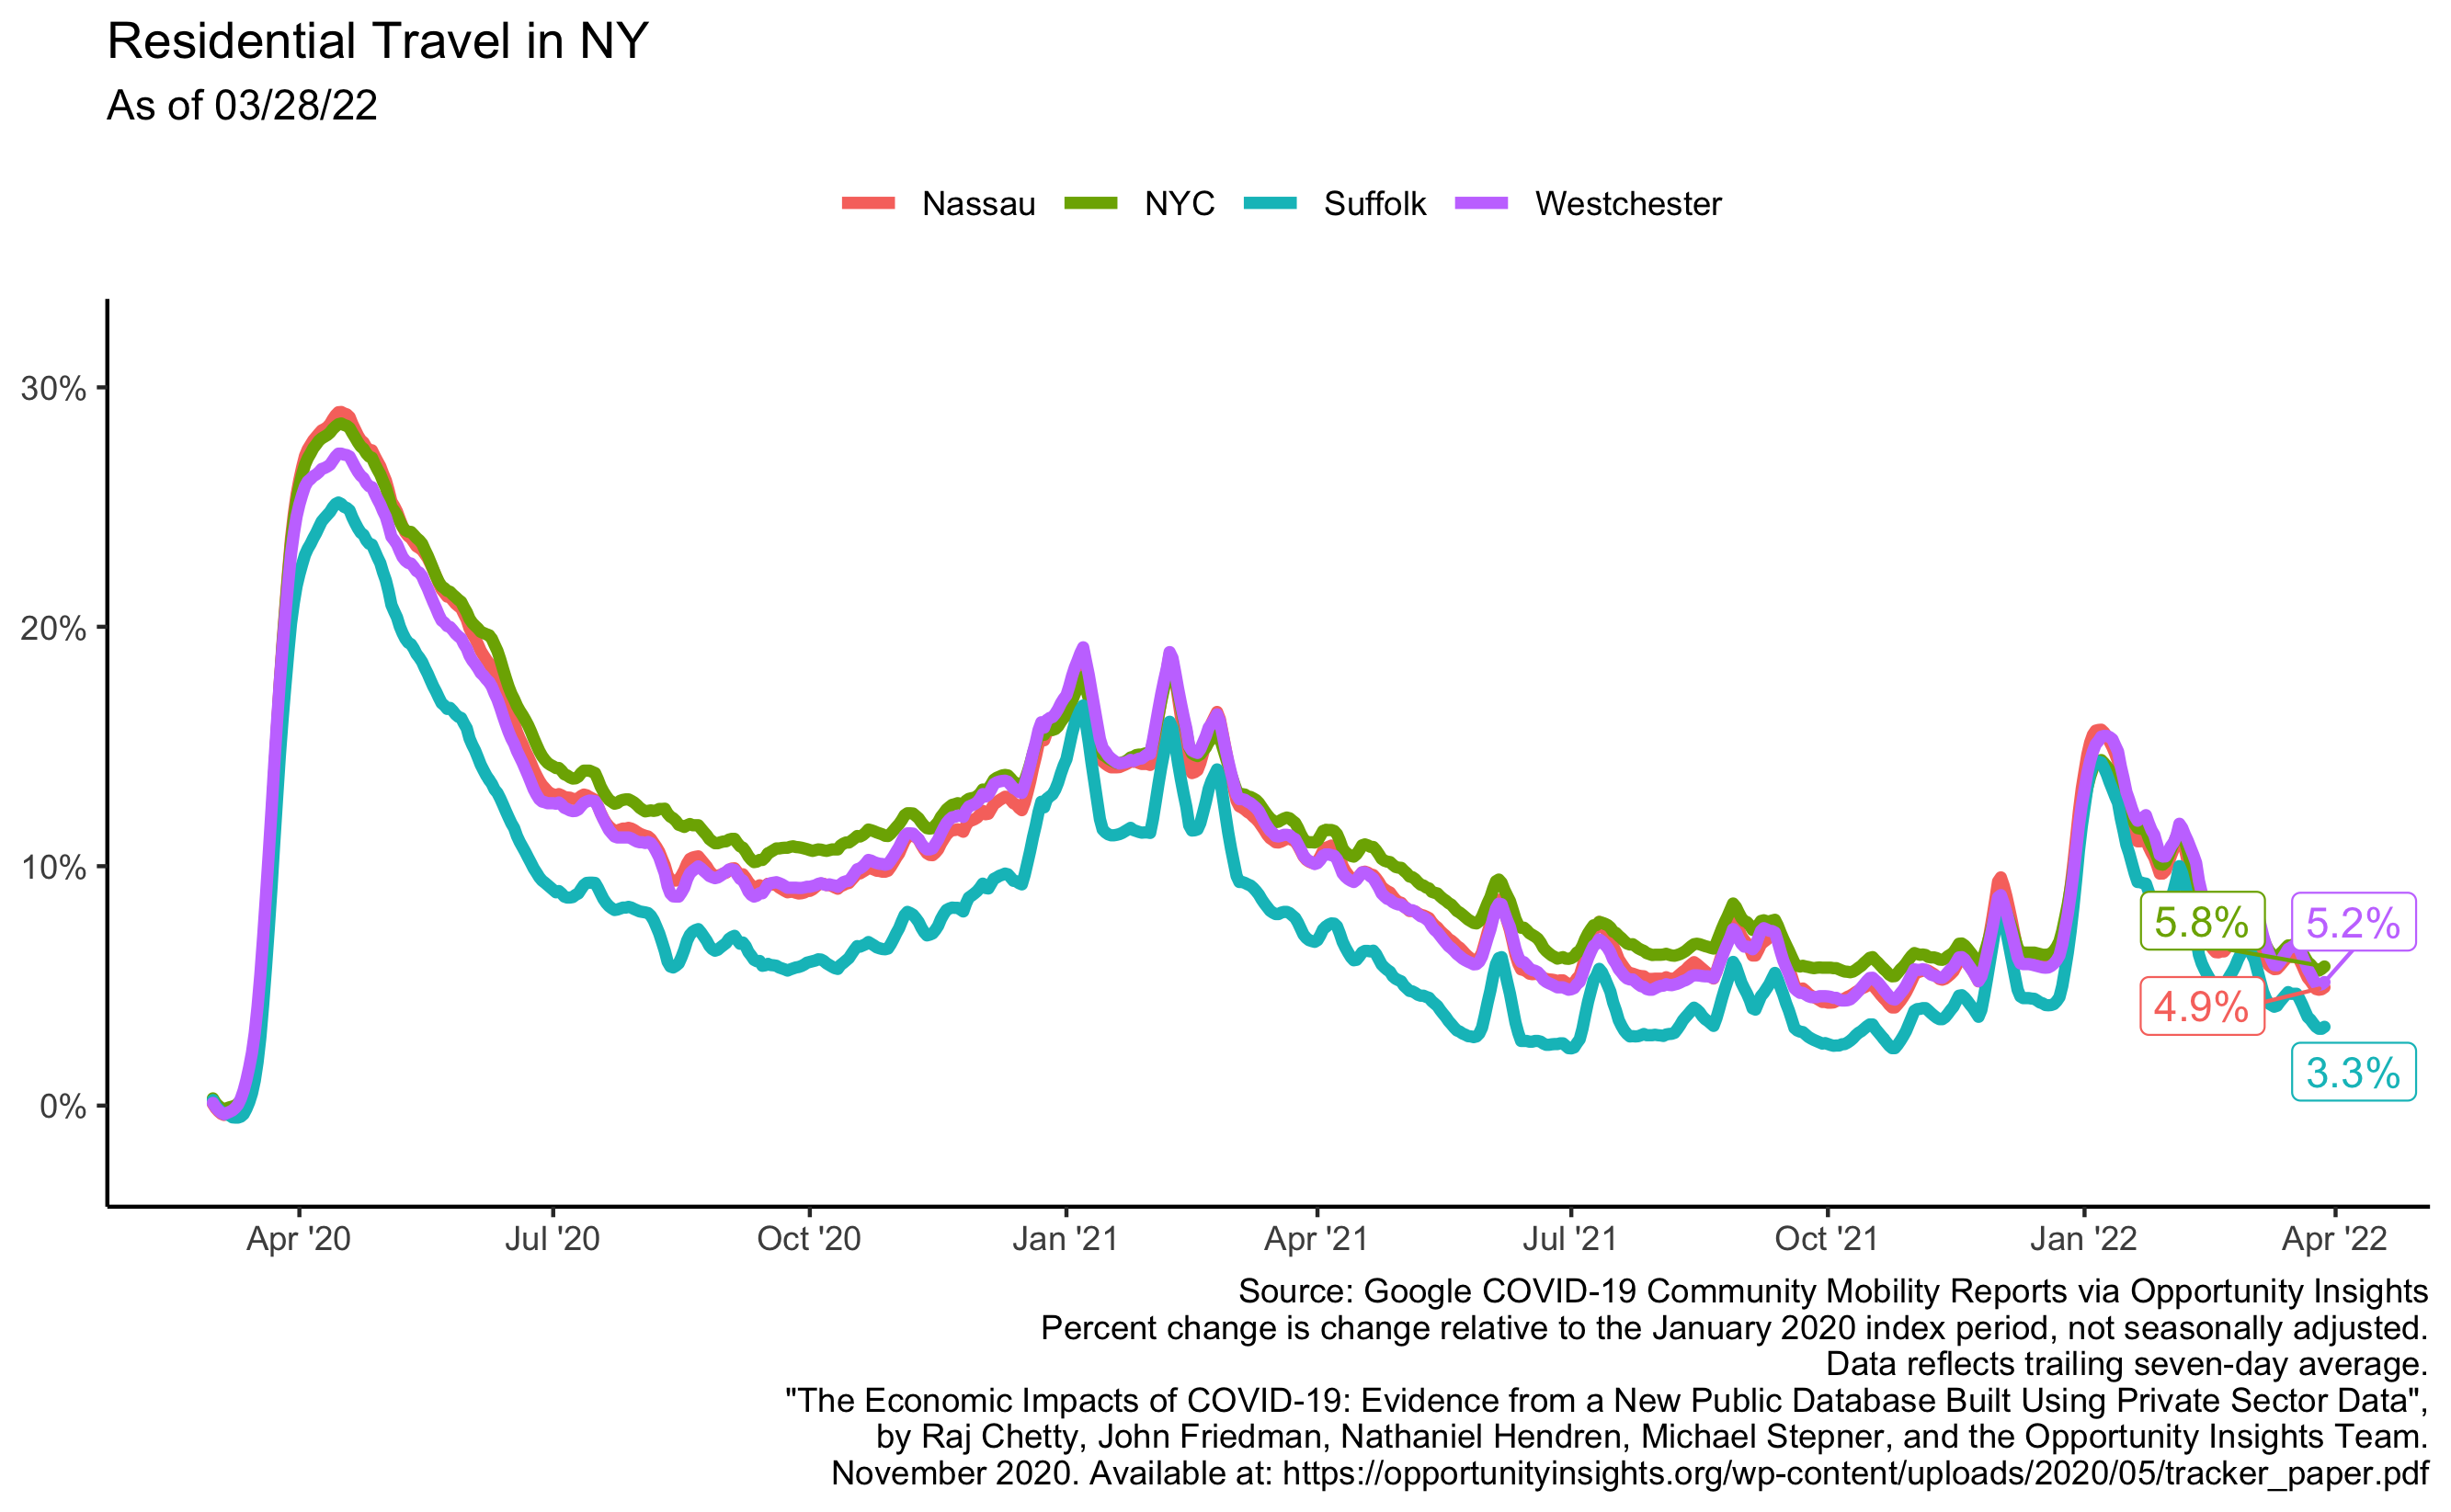 Residential Travel in NY
As of 03/28/22
Nassau NYC Suffolk Westchester
30%
20%
10%
0%
5.8%
5.2%
4.9%
3.3%
Apr '20 Jul '20 Oct '20 Jan '21 Apr '21 Jul '21 Oct '21 Jan '22 Apr '22
Source: Google COVID-19 Community Mobility Reports via Opportunity Insights
Percent change is change relative to the January 2020 index period, not seasonally adjusted.
Data reflects trailing seven-day average.
"The Economic Impacts of COVID-19: Evidence from a New Public Database Built Using Private Sector Data",
by Raj Chetty, John Friedman, Nathaniel Hendren, Michael Stepner, and the Opportunity Insights Team.
November 2020. Available at: https://opportunityinsights.org/wp-content/uploads/2020/05/tracker_paper.pdf